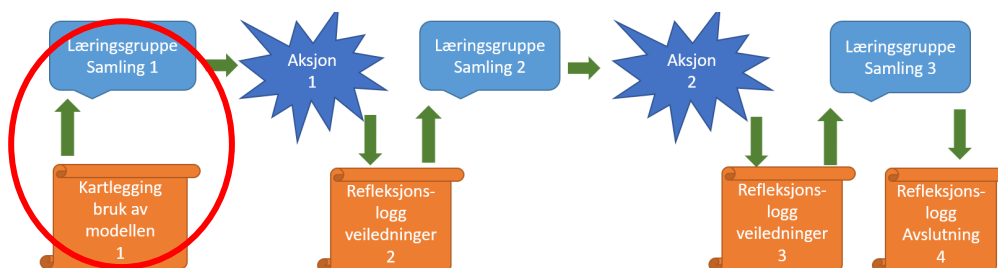 Læringsgruppe
Samling 1
Aksjon
1
Læringsgruppe
Samling 2
Aksjon
2
Læringsgruppe
Samling 3
Kartlegging
bruk av
modellen
1
Refleksjons-
logg
veiledninger
2
Refleksjons-
logg
veiledninger
3
Refleksjons-
logg
Avslutning
4